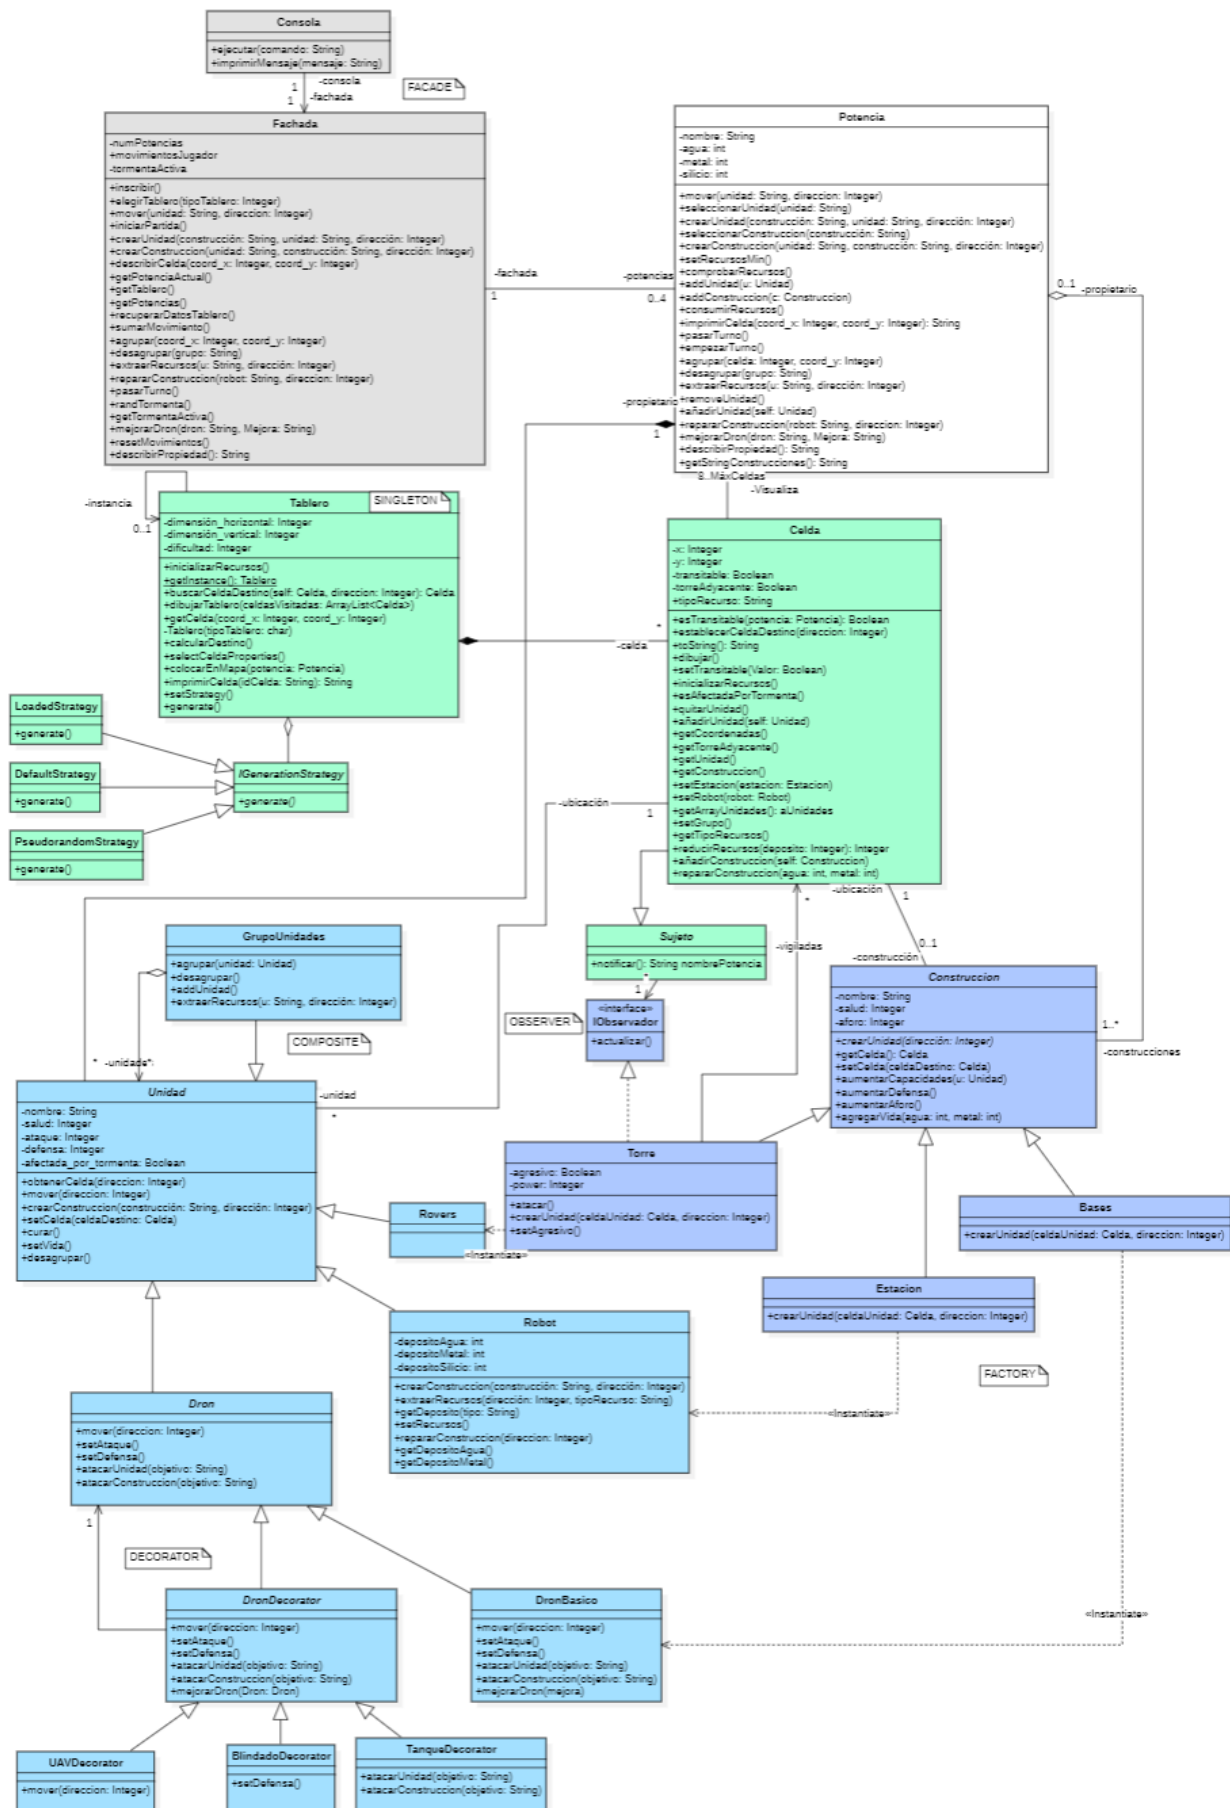 Consola
+ejecutar(comando: String)
+imprimirMensaje(mensaje: String)
1
-consola
1
-fachada
FACADE
Fachada
-numPotencias
+movimientosJugador
-tormentaActiva
+inscribir()
+elegirTablero(tipoTablero: Integer)
+mover(unidad: String, direccion: Integer)
+iniciarPartida()
+crearUnidad(construcción: String, unidad: String, dirección: Integer)
+crearConstruccion(unidad: String, construcción: String, dirección: Integer)
+describirCelda(coord_x: Integer, coord_y: Integer)
+getPotenciaActual()
+getTablero()
+getPotencias()
+recuperarDatosTablero()
+sumarMovimiento()
+agrupar(coord_x: Integer, coord_y: Integer)
+desagrupar(grupo: String)
+extraerRecursos(u: String, dirección: Integer)
+repararConstruccion(robot: String, direccion: Integer)
+pasarTurno()
+randTormenta()
+getTormentaActiva()
+mejorarDron(dron: String, Mejora: String)
+resetMovimientos()
+describirPropiedad(): String
-fachada
1
-potencias
0..4
Potencia
-nombre: String
-agua: int
-metal: int
-silicio: int
+mover(unidad: String, direccion: Integer)
+seleccionarUnidad(unidad: String)
+crearUnidad(construcción: String, unidad: String, dirección: Integer)
+seleccionarConstruccion(construcción: String)
+crearConstruccion(unidad: String, construcción: String, dirección: Integer)
+setRecursosMin()
+comprobarRecursos()
+addUnidad(u: Unidad)
+addConstruccion(c: Construccion)
+consumirRecursos()
+imprimirCelda(coord_x: Integer, coord_y: Integer): String
+pasarTurno()
+empezarTurno()
+agrupar(celda: Integer, coord_y: Integer)
+desagrupar(grupo: String)
+extraerRecursos(u: String, dirección: Integer)
+removeUnidad()
+añadirUnidad(self: Unidad)
+repararConstruccion(robot: String, direccion: Integer)
+mejorarDron(dron: String, Mejora: String)
+describirPropiedad(): String
+getStringConstrucciones(): String
0..1
-propietario
-propietario
1
8..MáxCeldas
-Visualiza
-instancia
0..1
Tablero
SINGLETON
-dimensión_horizontal: Integer
-dimensión_vertical: Integer
-dificultad: Integer
+inicializarRecursos()
+getInstance(): Tablero
+buscarCeldaDestino(self: Celda, direccion: Integer): Celda
+dibujarTablero(celdasVisitadas: ArrayList<Celda>)
+getCelda(coord_x: Integer, coord_y: Integer)
-Tablero(tipoTablero: char)
+calcularDestino()
+selectCeldaProperties()
+colocarEnMapa(potencia: Potencia)
+imprimirCelda(idCelda: String): String
+setStrategy()
+generate()
*
-celda
Celda
-x: Integer
-y: Integer
-transitable: Boolean
-torreAdyacente: Boolean
+tipoRecurso: String
+esTransitable(potencia: Potencia): Boolean
+establecerCeldaDestino(direccion: Integer)
+toString(): String
+dibujar()
+setTransitable(Valor: Boolean)
+inicializarRecursos()
+esAfectadaPorTormenta()
+quitarUnidad()
+añadirUnidad(self: Unidad)
+getCoordenadas()
+getTorreAdyacente()
+getUnidad()
+getConstruccion()
+setEstacion(estacion: Estacion)
+setRobot(robot: Robot)
+getArrayUnidades(): aUnidades
+setGrupo()
+getTipoRecursos()
+reducirRecursos(deposito: Integer): Integer
+añadirConstruccion(self: Construccion)
+repararConstruccion(agua: int, metal: int)
LoadedStrategy
+generate()
DefaultStrategy
+generate()
PseudorandomStrategy
+generate()
IGenerationStrategy
+generate()
-ubicación
1
-ubicación
1
*
-vigiladas
0..1
-construcción
GrupoUnidades
+agrupar(unidad: Unidad)
+desagrupar()
+addUnidad()
+extraerRecursos(u: String, dirección: Integer)
COMPOSITE
Sujeto
+notificar(): String nombrePotencia
*
1
OBSERVER
«interface»
IObservador
+actualizar()
Construccion
-nombre: String
-salud: Integer
-aforo: Integer
+crearUnidad(dirección: Integer)
+getCelda(): Celda
+setCelda(celdaDestino: Celda)
+aumentarCapacidades(u: Unidad)
+aumentarDefensa()
+aumentarAforo()
+agregarVida(agua: int, metal: int)
1..*
-construcciones
*
-unidade*:
-unidad
*
Unidad
-nombre: String
-salud: Integer
-ataque: Integer
-defensa: Integer
-afectada_por_tormenta: Boolean
+obtenerCelda(direccion: Integer)
+mover(direccion: Integer)
+crearConstruccion(construcción: String, dirección: Integer)
+setCelda(celdaDestino: Celda)
+curar()
+setVida()
+desagrupar()
Rovers
«Instantiate»
Torre
-agresivo: Boolean
-power: Integer
+atacar()
+crearUnidad(celdaUnidad: Celda, direccion: Integer)
+setAgresivo()
Bases
+crearUnidad(celdaUnidad: Celda, direccion: Integer)
Estacion
+crearUnidad(celdaUnidad: Celda, direccion: Integer)
FACTORY
Robot
-depositoAgua: int
-depositoMetal: int
-depositoSilicio: int
+crearConstruccion(construcción: String, dirección: Integer)
+extraerRecursos(dirección: Integer, tipoRecurso: String)
+getDeposito(tipo: String)
+setRecursos()
+repararConstruccion(direccion: Integer)
+getDepositoAgua()
+getDepositoMetal()
«Instantiate»
Dron
+mover(direccion: Integer)
+setAtaque()
+setDefensa()
+atacarUnidad(objetivo: String)
+atacarConstruccion(objetivo: String)
1
DECORATOR
DronDecorator
+mover(direccion: Integer)
+setAtaque()
+setDefensa()
+atacarUnidad(objetivo: String)
+atacarConstruccion(objetivo: String)
+mejorarDron(Dron: Dron)
DronBasico
+mover(direccion: Integer)
+setAtaque()
+setDefensa()
+atacarUnidad(objetivo: String)
+atacarConstruccion(objetivo: String)
+mejorarDron(mejora)
«Instantiate»
UAVDecorator
+mover(direccion: Integer)
BlindadoDecorator
+setDefensa()
TanqueDecorator
+atacarUnidad(objetivo: String)
+atacarConstruccion(objetivo: String)